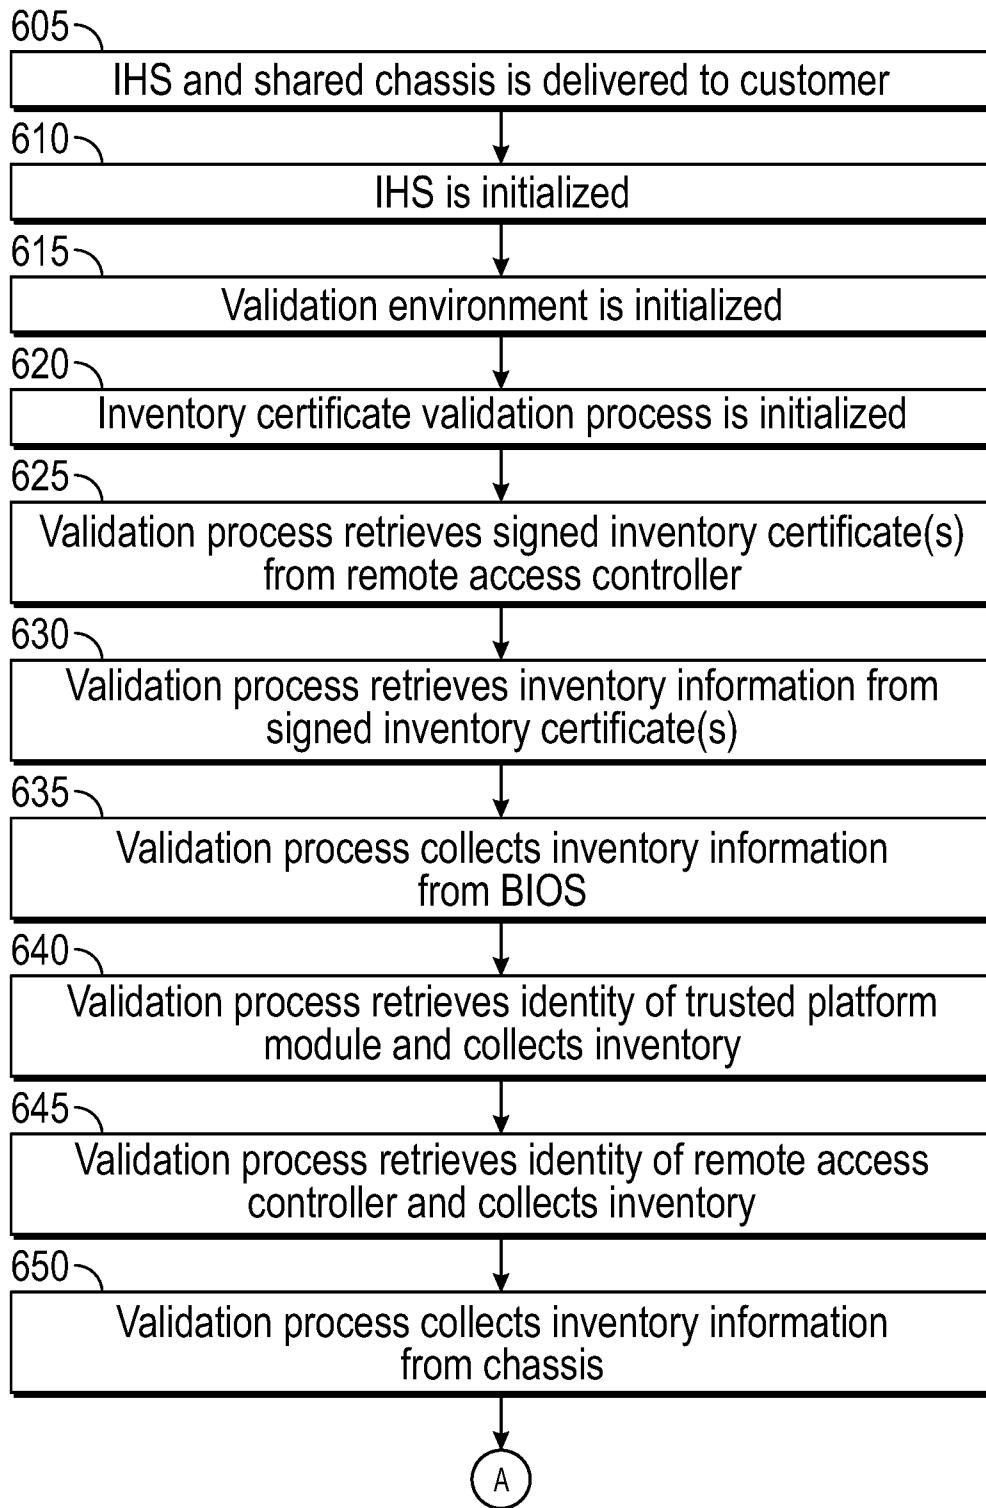 605
IHS and shared chassis is delivered to customer
610
IHS is initialized
615
Validation environment is initialized
620
Inventory certificate validation process is initialized
625
Validation process retrieves signed inventory certificate(s)
from remote access controller
630
Validation process retrieves inventory information from
signed inventory certificate(s)
635
Validation process collects inventory information
from BIOS
640
Validation process retrieves identity of trusted platform
module and collects inventory
645
Validation process retrieves identity of remote access
controller and collects inventory
650
Validation process collects inventory information
from chassis
A